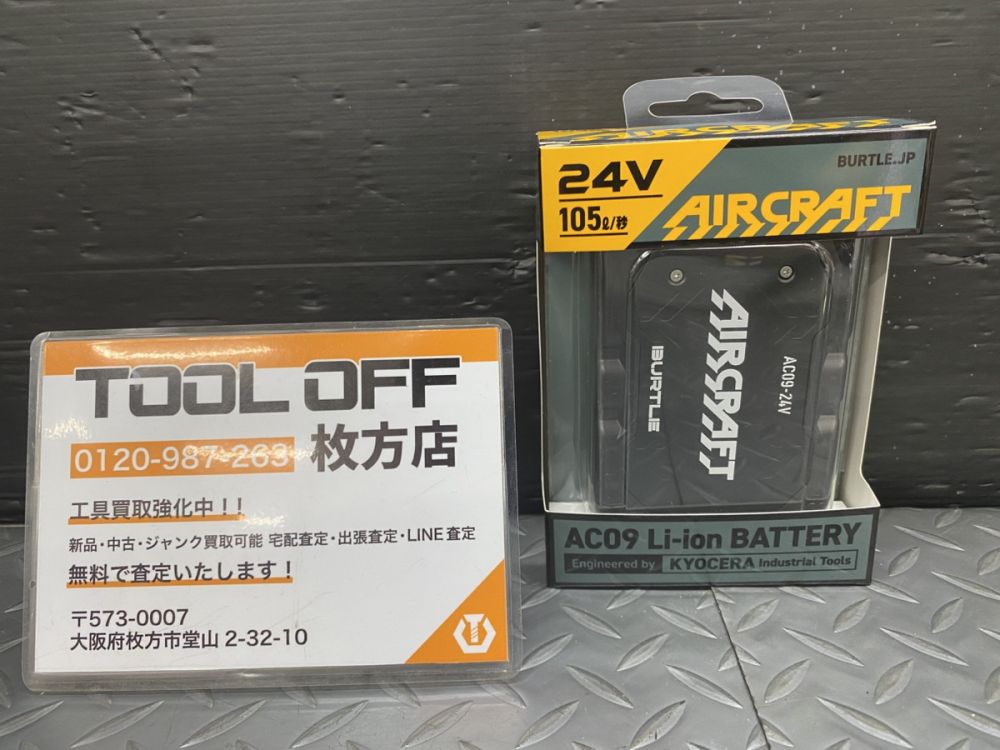 TOOL OFF
0120-987-263 枚方店
工具買取強化中！！
新品・中古・ジャンク買取可能 宅配査定・出張査定・LINE査定
無料で査定いたします！
〒573-0007
大阪府枚方市堂山 2-32-10
AIRCRAFT
24V
105ℓ/秒
BURTLE.JP
AIRCRAFT
AIRCRAFT
AC09-24V
BURTLE
AC09 Li-ion BATTERY
Engineered by KYOCERA Industrial Tools